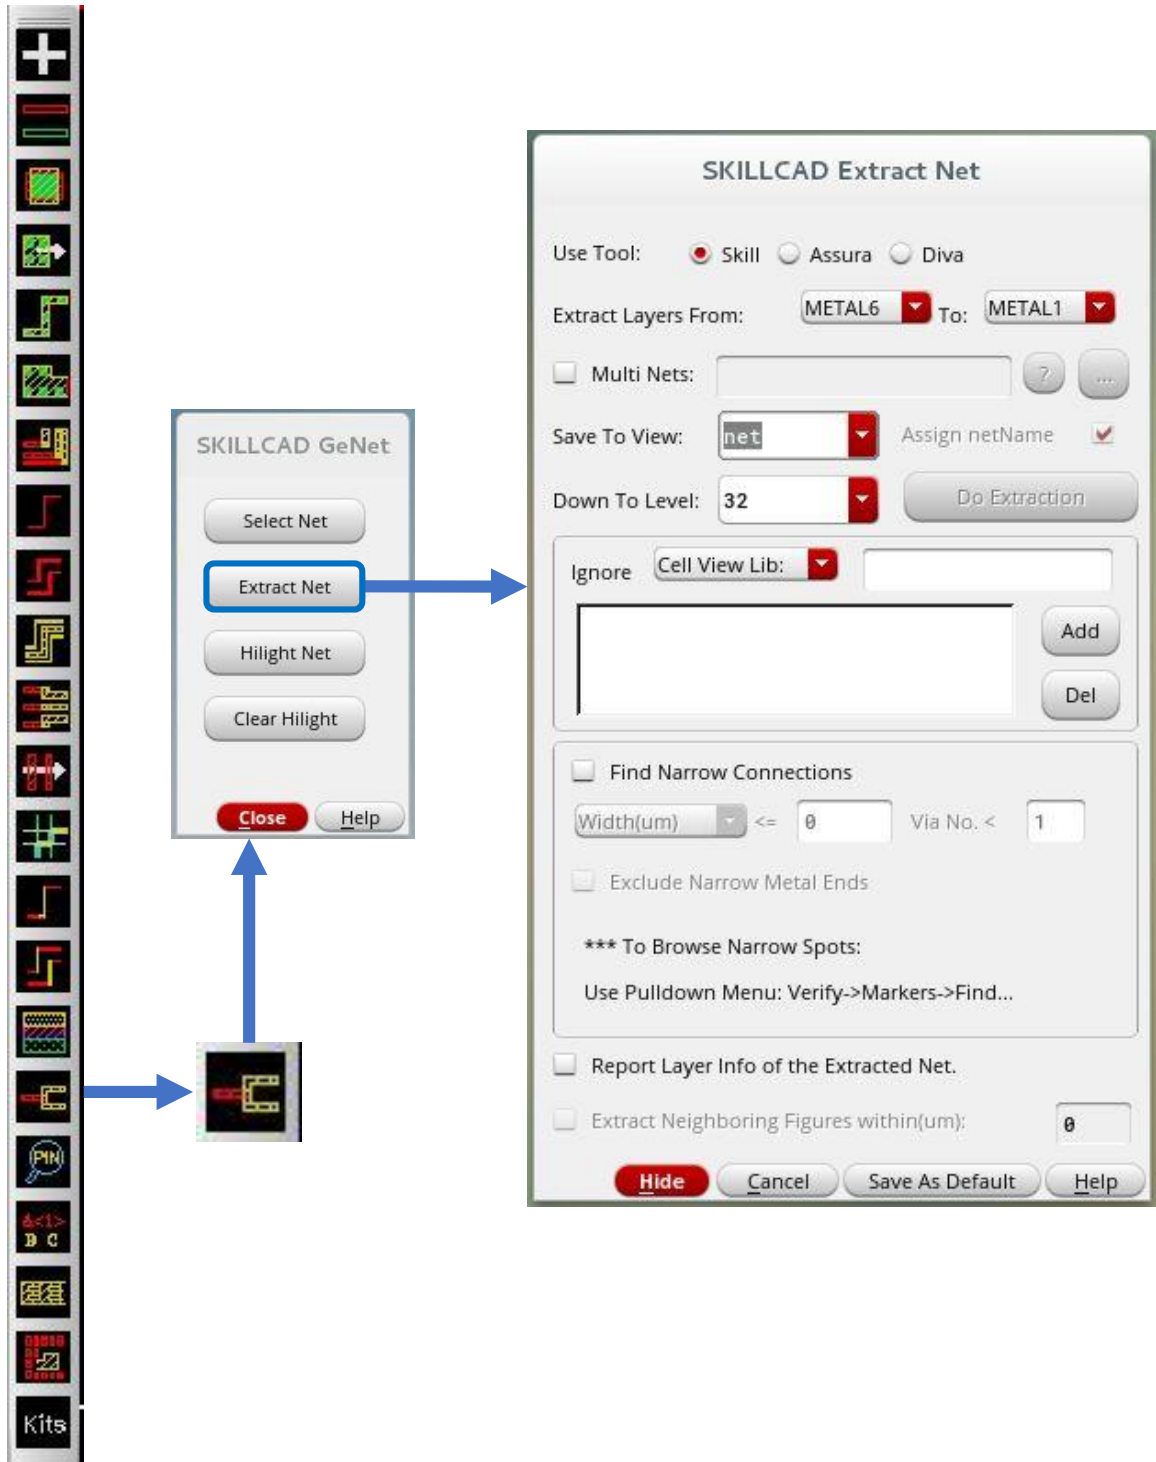 PIN
&<1>
B C
Kits
SKILLCAD GeNet
Select Net
Extract Net
Hilight Net
Clear Hilight
Close Help
SKILLCAD Extract Net
Use Tool: Skill Assura Diva
Extract Layers From: METAL6 To: METAL1
Multi Nets: ? ...
Save To View: net Assign netName
Down To Level: 32 Do Extraction
Ignore Cell View Lib:
Add
Del
Find Narrow Connections
Width(um) <= 0 Via No. < 1
Exclude Narrow Metal Ends
*** To Browse Narrow Spots:
Use Pulldown Menu: Verify->Markers->Find...
Report Layer Info of the Extracted Net.
Extract Neighboring Figures within(um): 0
Hide Cancel Save As Default Help